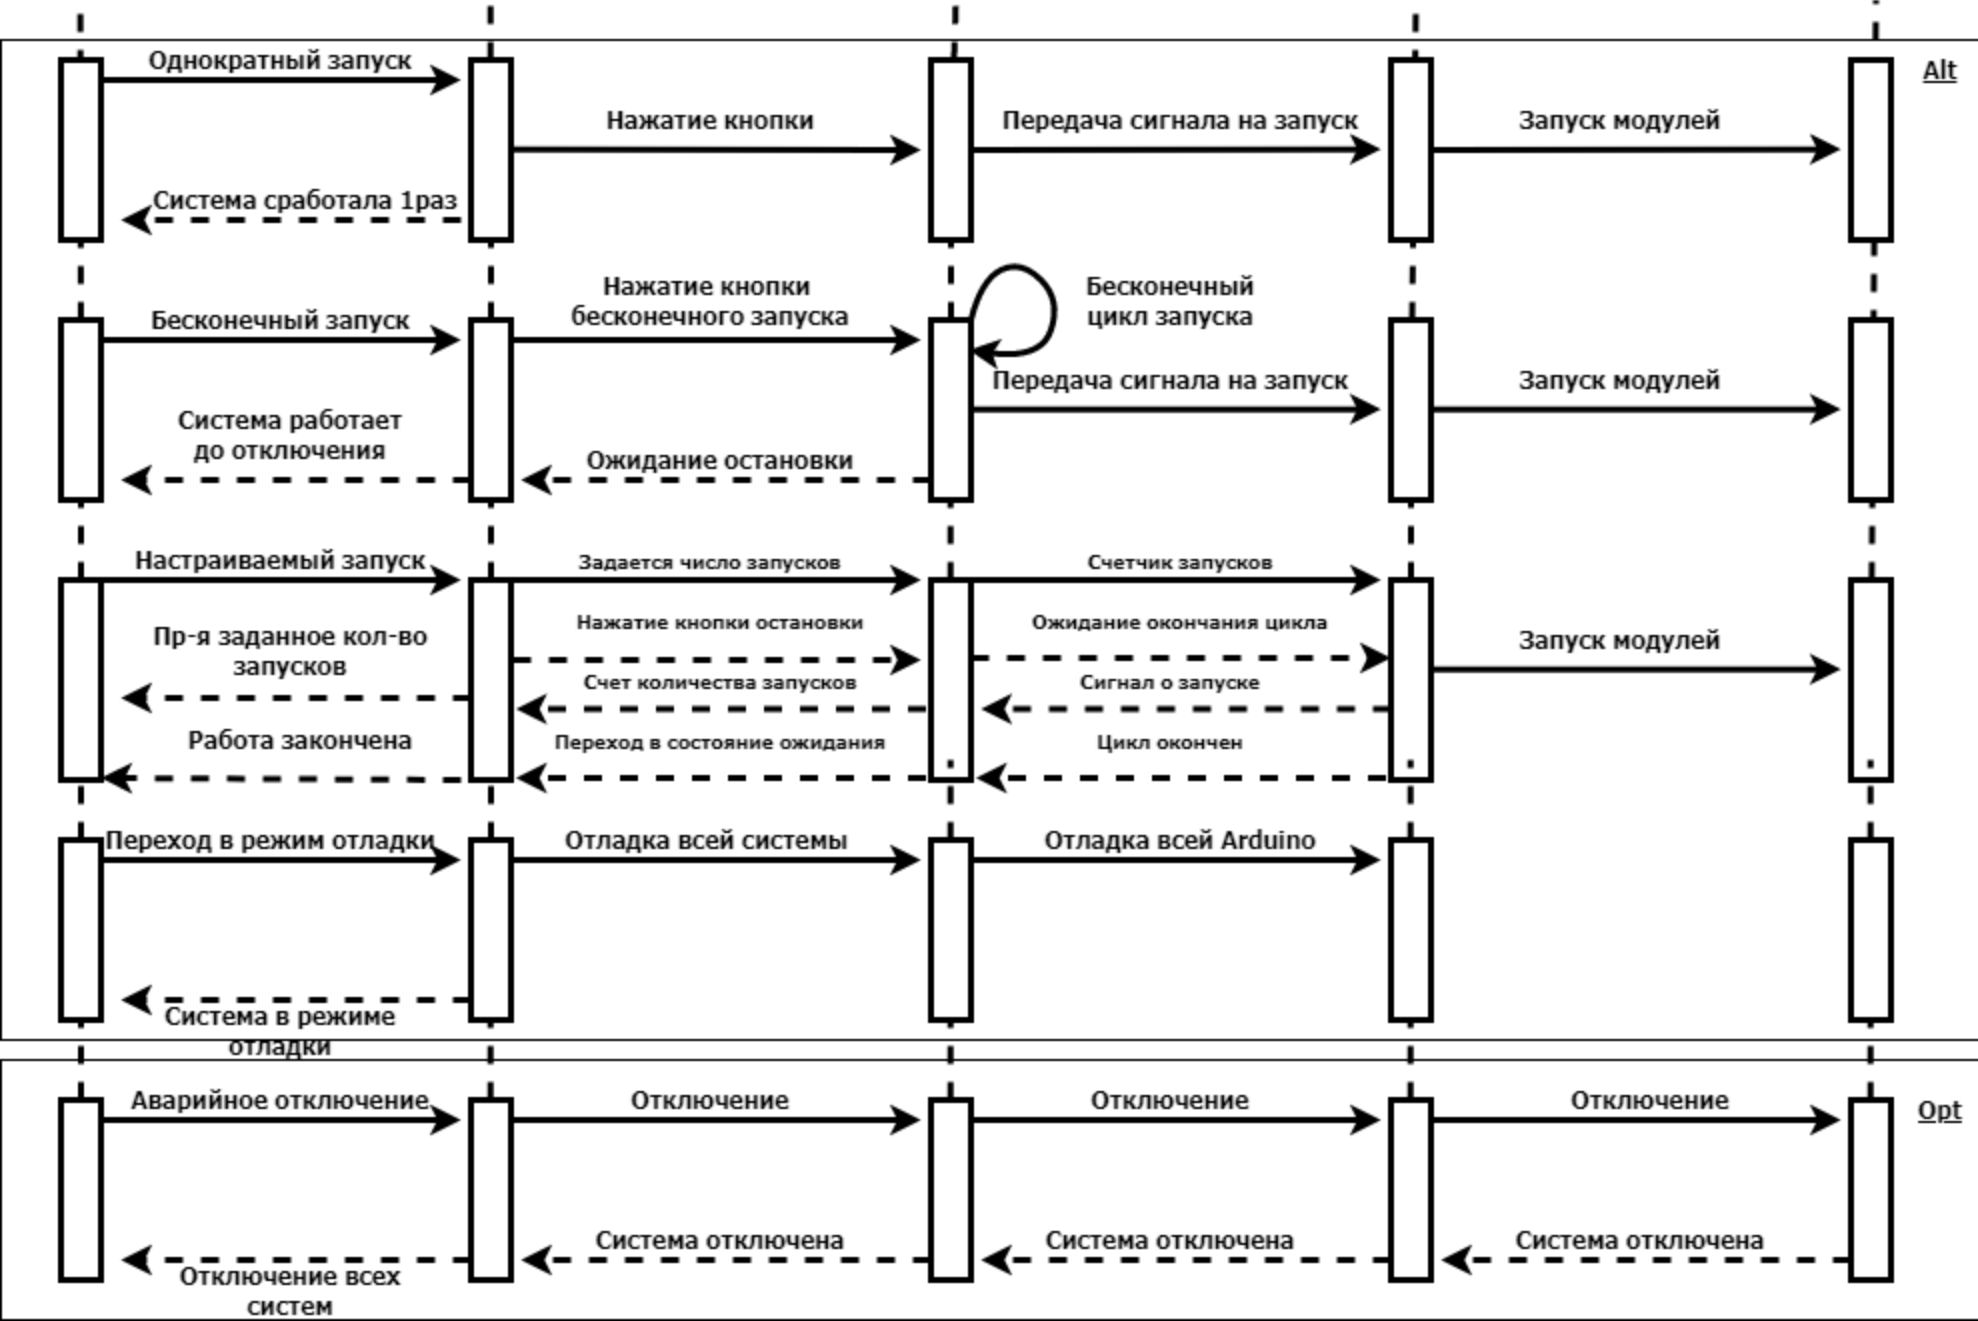 Однократный запуск
Alt
Нажатие кнопки
Передача сигнала на запуск
Запуск модулей
Система сработала 1раз
Нажатие кнопки
бесконечного запуска
Бесконечный
цикл запуска
Бесконечный запуск
Передача сигнала на запуск
Запуск модулей
Система работает
до отключения
Ожидание остановки
Настраиваемый запуск
Задается число запусков
Счетчик запусков
Нажатие кнопки остановки
Ожидание окончания цикла
Пр-я заданное кол-во
запусков
Запуск модулей
Счет количества запусков
Сигнал о запуске
Работа закончена
Переход в состояние ожидания
Цикл окончен
Переход в режим отладки
Отладка всей системы
Отладка всей Arduino
Система в режиме
отладки
Аварийное отключение
Отключение
Отключение
Отключение
Opt
Система отключена
Система отключена
Система отключена
Отключение всех
систем